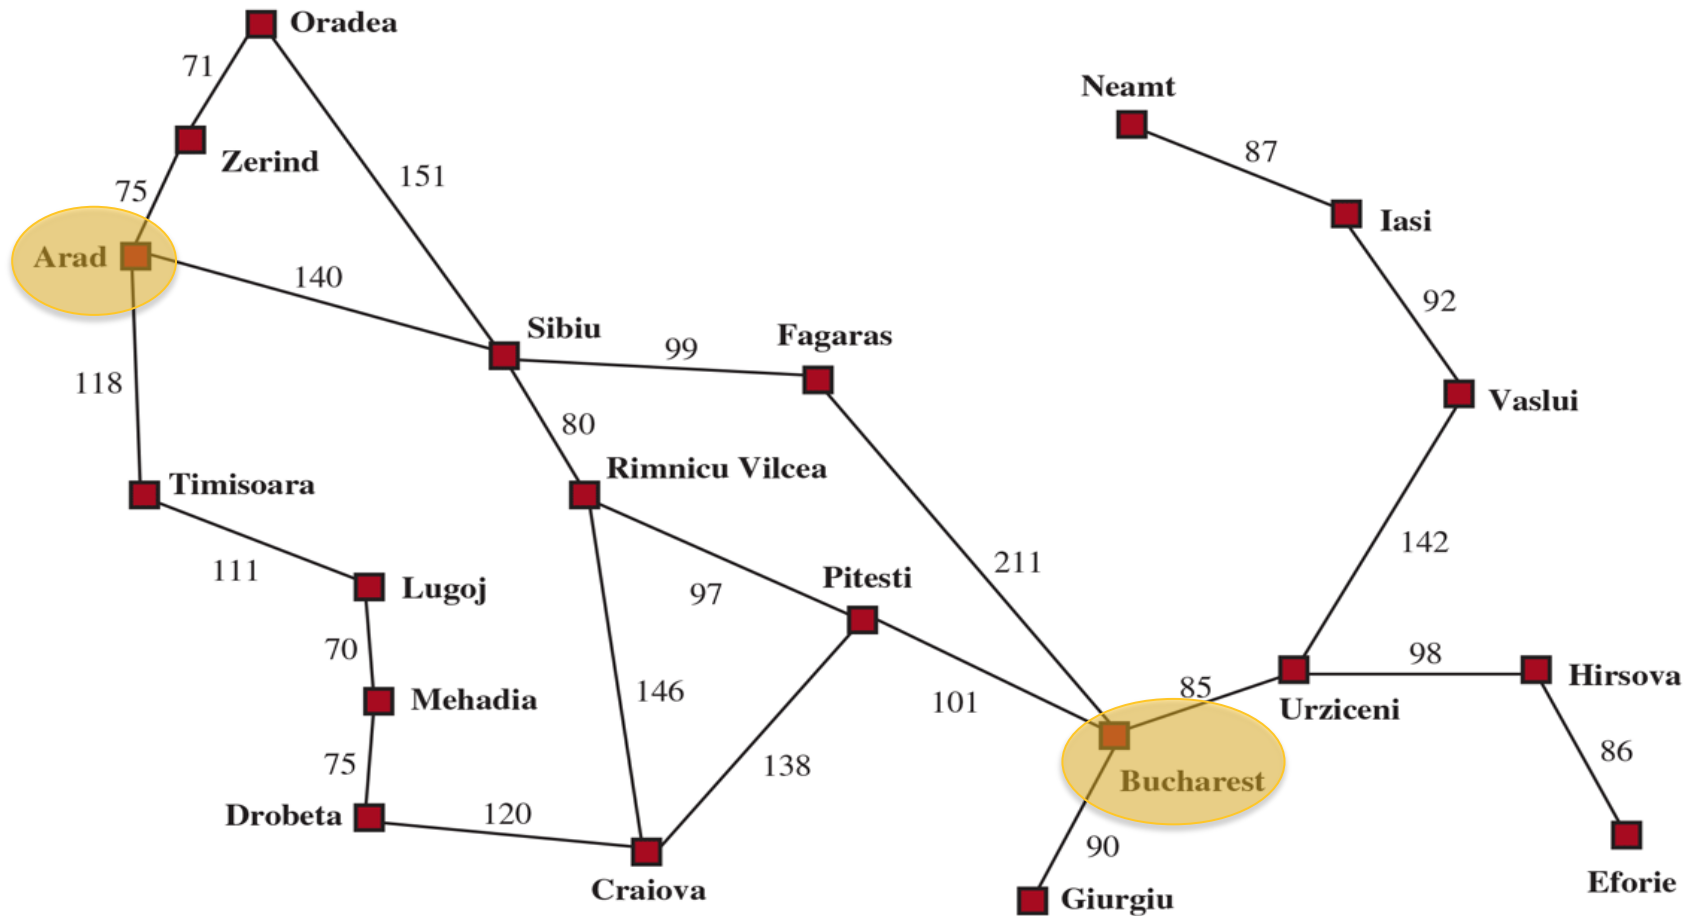 Oradea
71
Neamt
87
Zerind
151
75
Iasi
Arad
140
92
Sibiu
Fagaras
99
118
Vaslui
80
Rimnicu Vilcea
Timisoara
142
211
111
Pitesti
Lugoj
97
70
98
Hirsova
85
146
Mehadia
101
Urziceni
86
75
138
Bucharest
Drobeta
120
90
Craiova
Giurgiu
Eforie